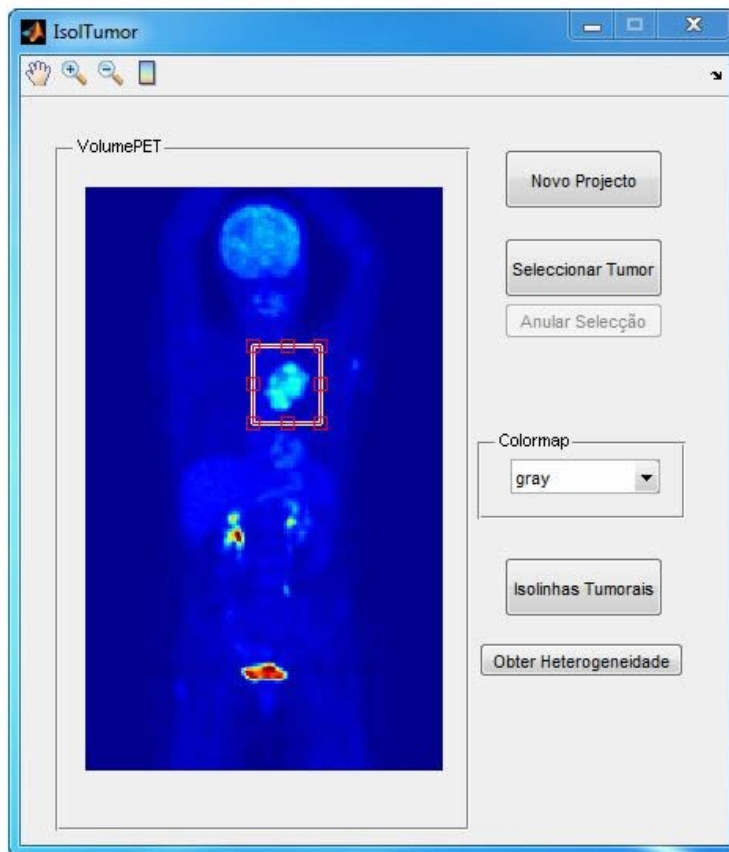 IsolTumor
VolumePET
Novo Projecto
Seleccionar Tumor
Anular Selecção
Colormap
gray
Isolinhas Tumorais
Obter Heterogeneidade